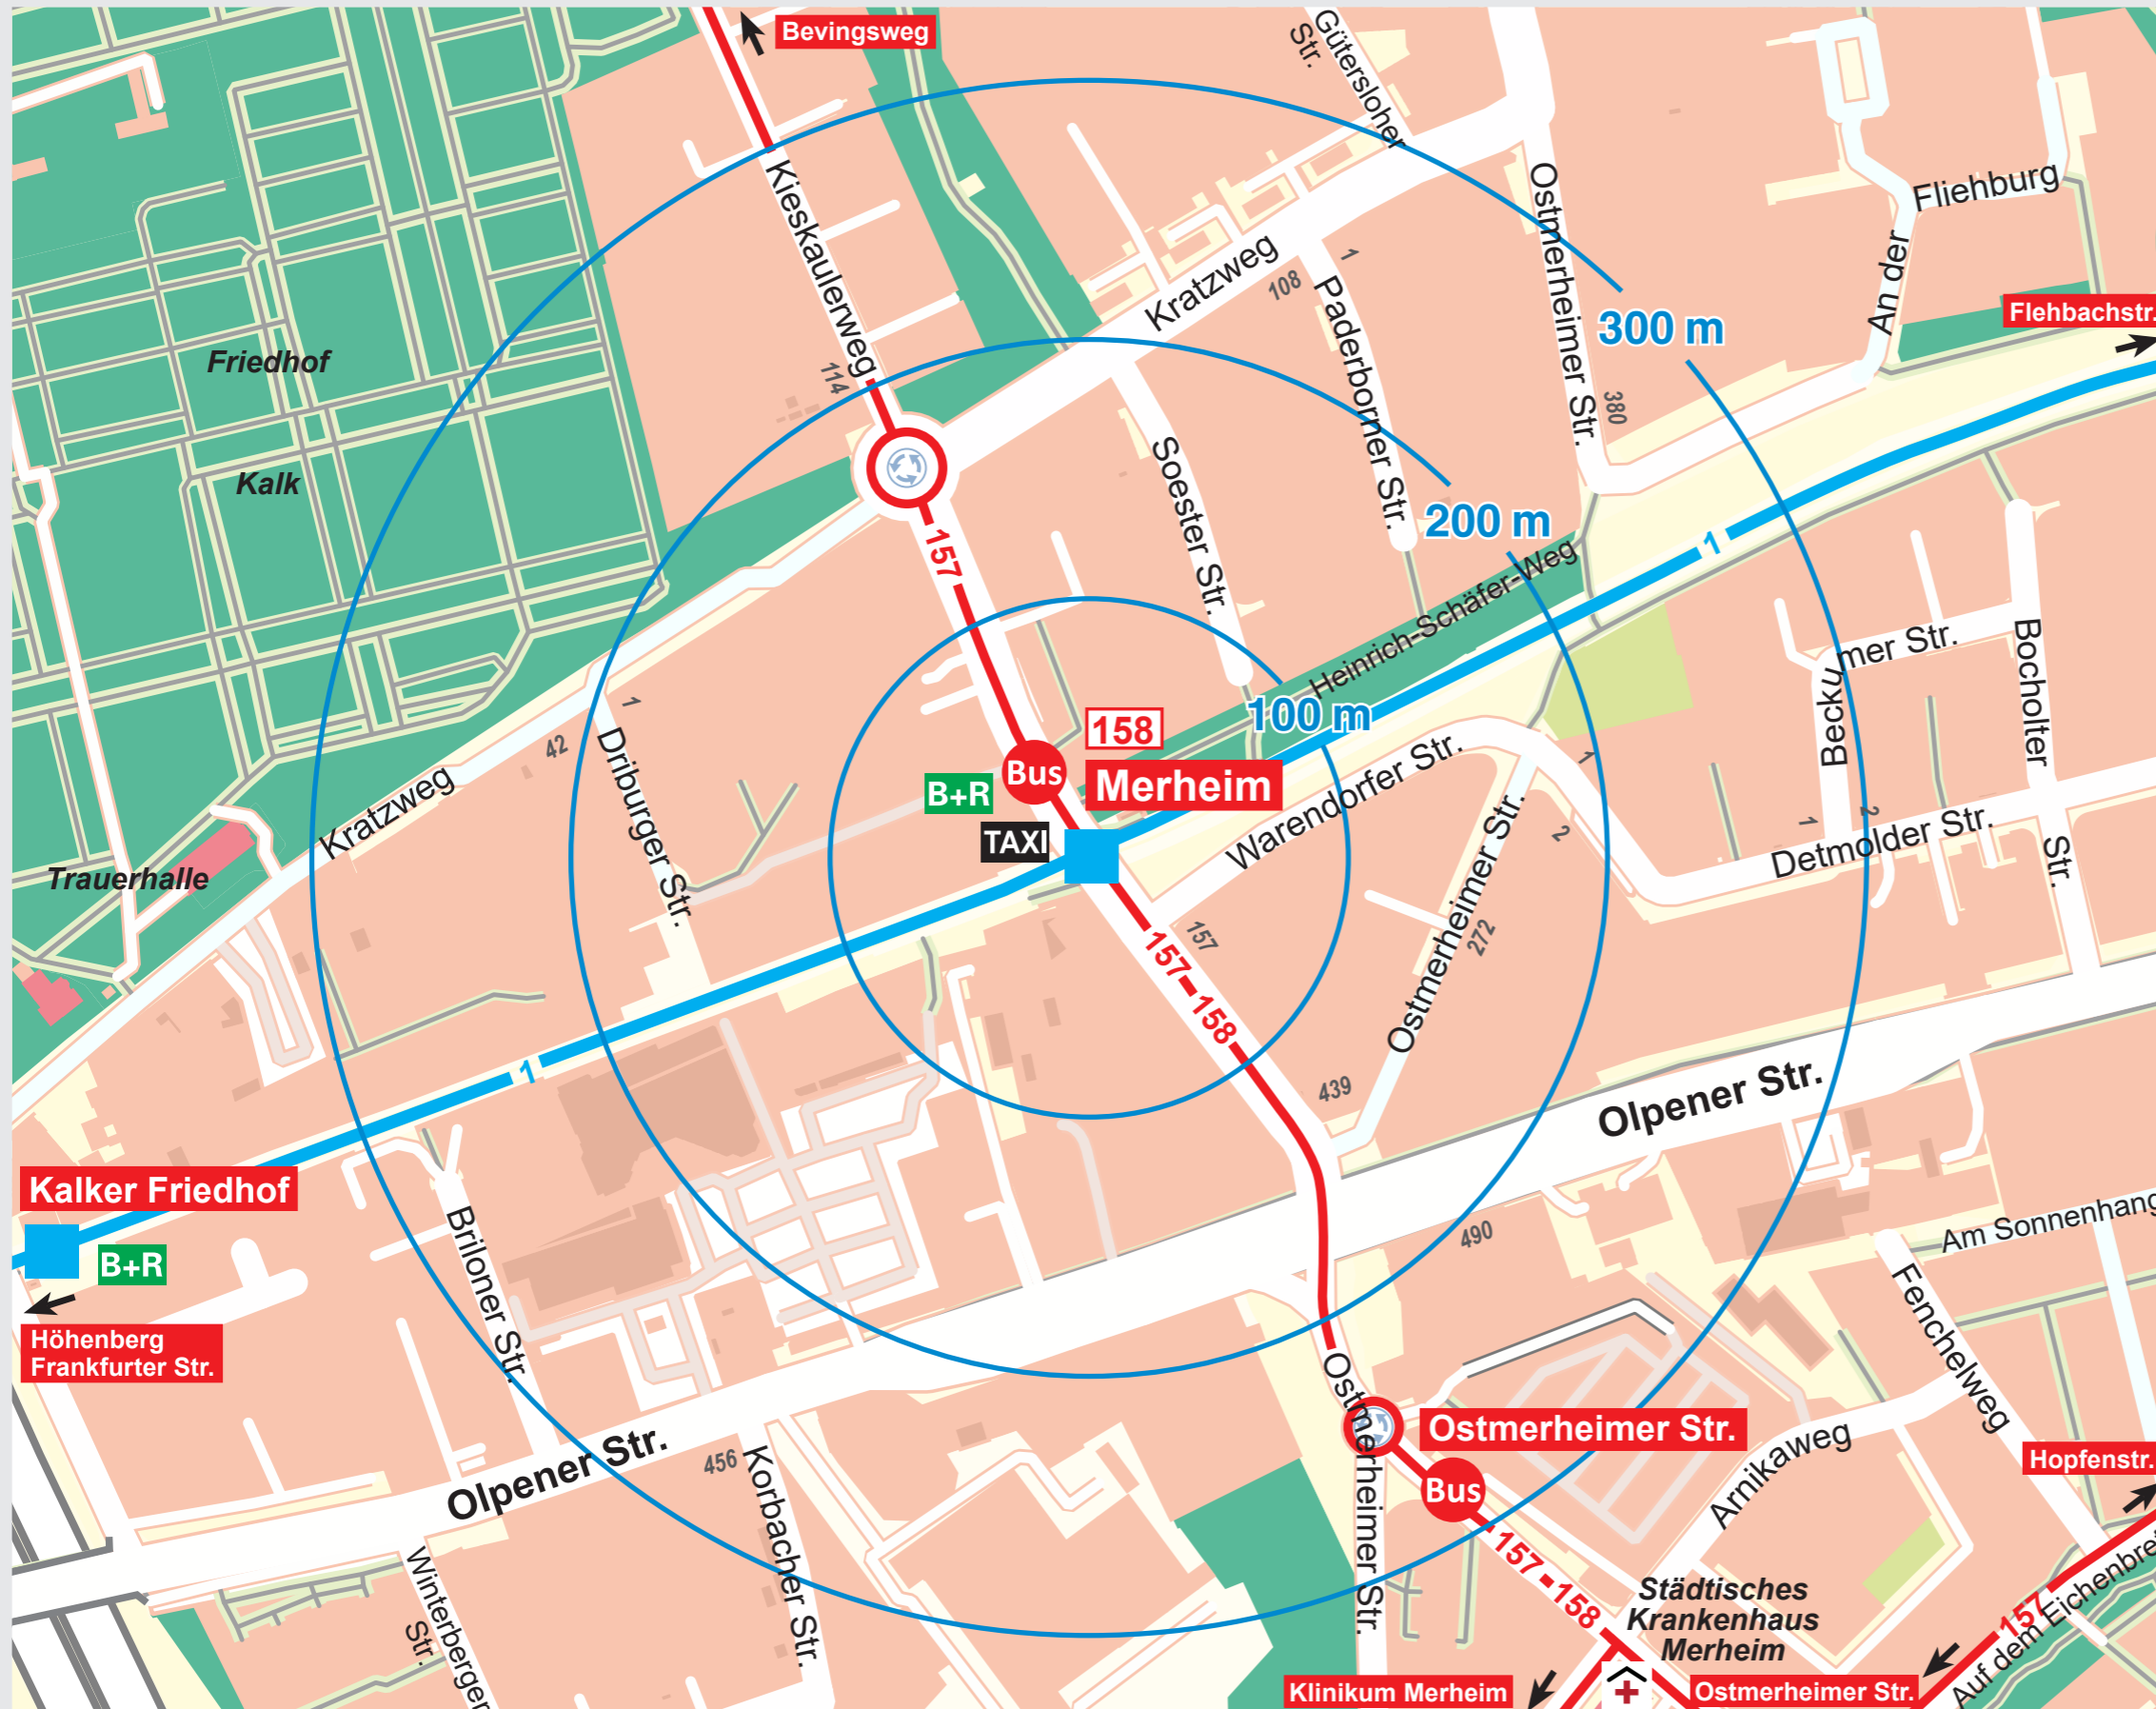 Bevingsweg
Gütersloher
Str.
Kieskaulerweg
Ostmerheimer Str.
Fliehburg
An der
Kratzweg
108
1
Paderborner Str.
300 m
Flehbachstr.
Friedhof
114
380
Kalk
Soester Str.
200 m
157
1
Heinrich-Schäfer-Weg
Beckumer Str.
Bocholter
Str.
1
42
Driburger Str.
100 m
158
Merheim
Bus
B+R
TAXI
Warendorfer Str.
1
2
Kratzweg
Trauerhalle
Ostmerheimer Str.
272
1
2
Detmolder Str.
157
157
158
1
439
Olpener Str.
Kalker Friedhof
B+R
Höhenberg
Frankfurter Str.
Briloner Str.
490
Am Sonnenhang
Fenchelweg
Ostmerheimer Str.
Ostmerheimer Str.
Bus
Arnikaweg
Hopfenstr.
Olpener Str.
456
Korbacher Str.
Winterberger
Str.
157
158
Städtisches
Krankenhaus
Merheim
157
Auf dem Eichenbre
Klinikum Merheim
Ostmerheimer Str.